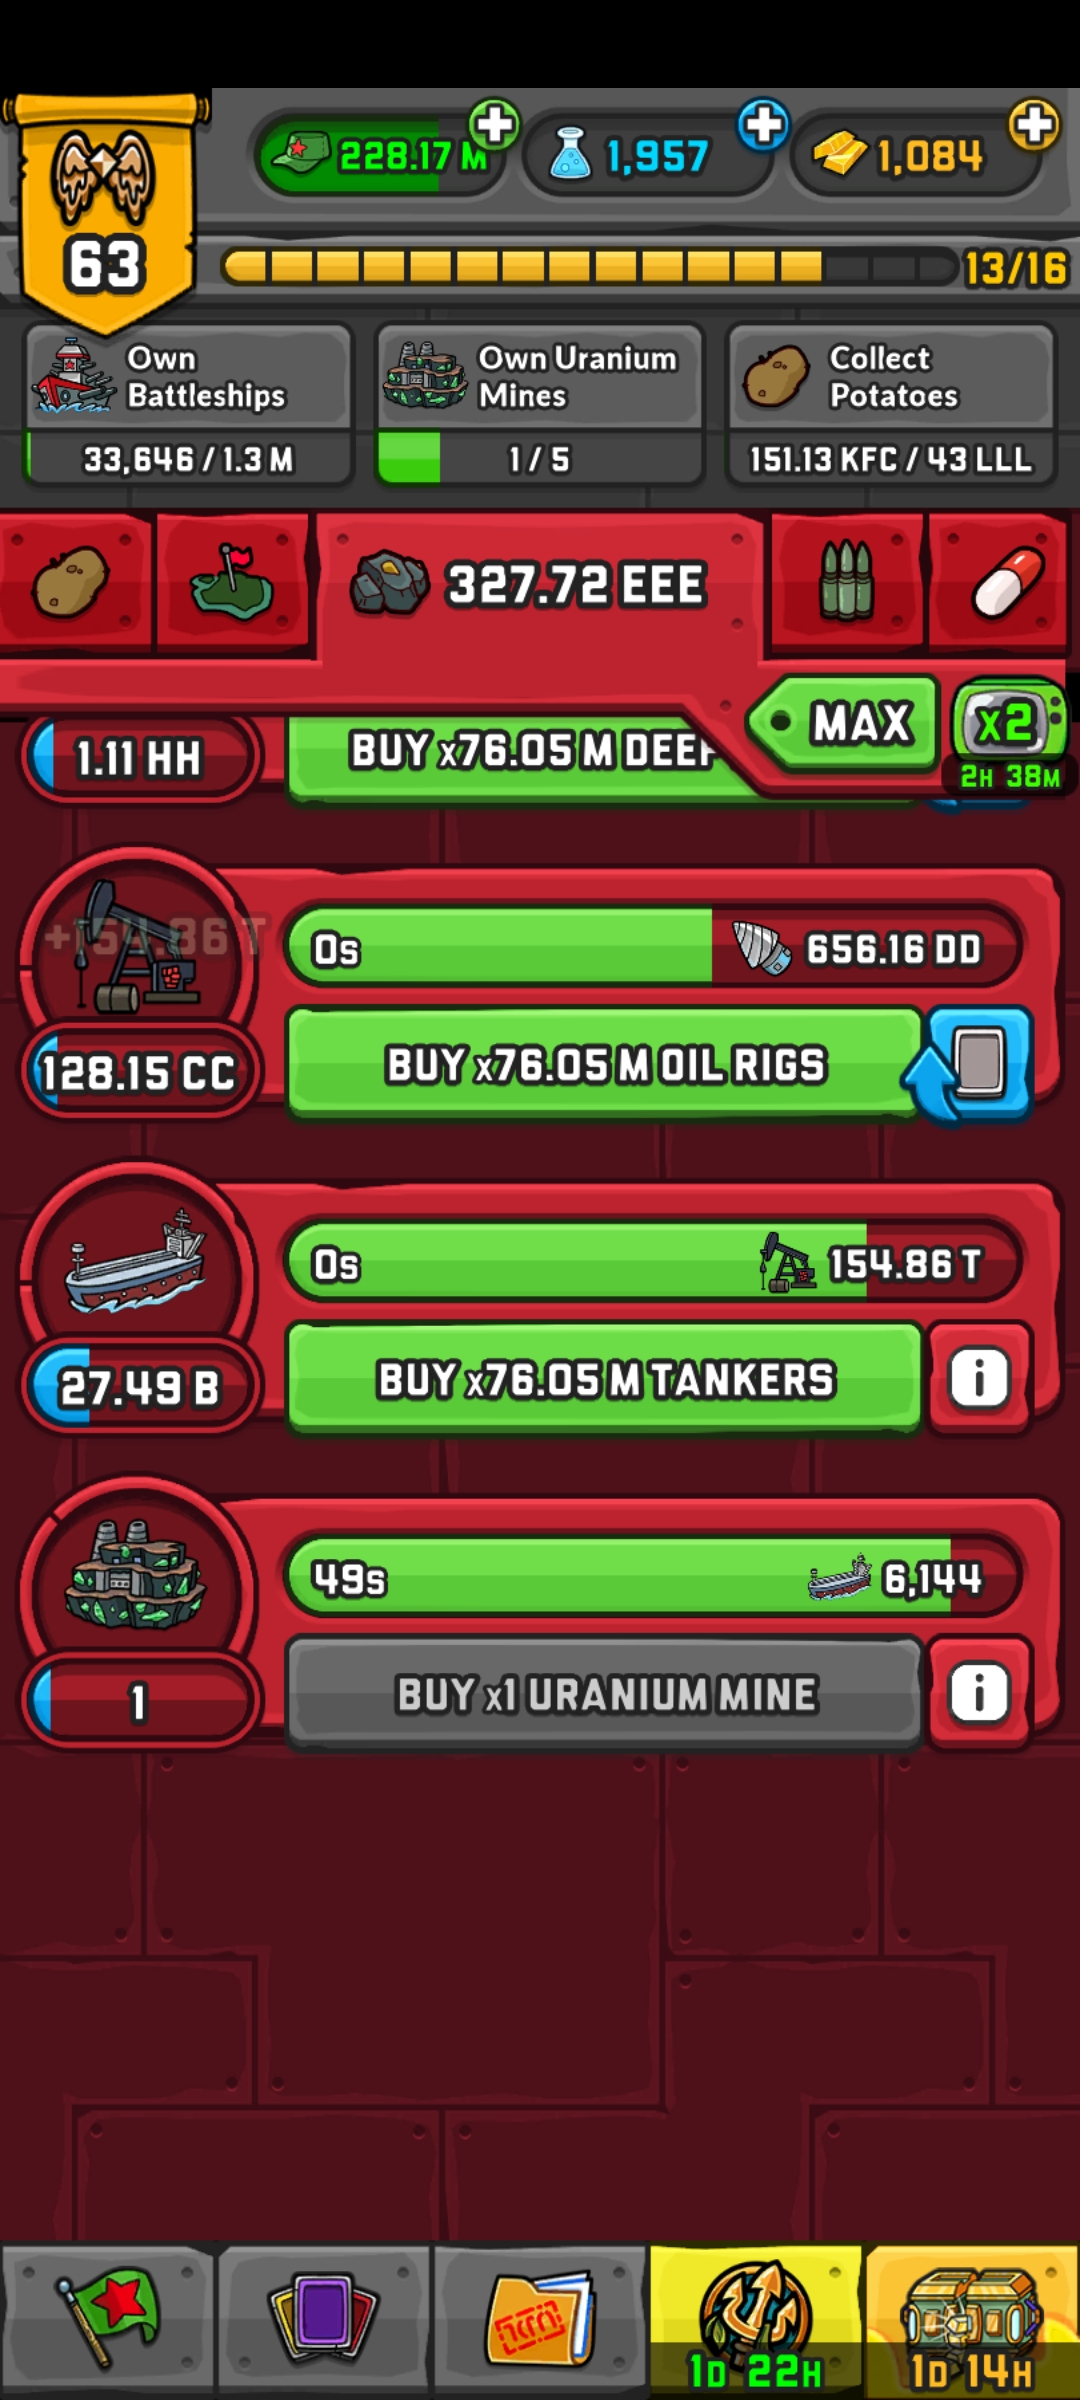 228.17 M
1,957
1,084
63
13/16
Own
Battleships
33,646 / 1.3 M
Own Uranium
Mines
1 / 5
Collect
Potatoes
151.13 KFC / 43 LLL
327.72 EEE
MAX
x2
2H 38M
1.11 HH
BUY x76.05 M DEEP
+154.86 T
0s
656.16 DD
128.15 CC
BUY x76.05 M OIL RIGS
0s
154.86 T
27.49 B
BUY x76.05 M TANKERS
i
49s
6,144
1
BUY x1 URANIUM MINE
i
1D 22H
1D 14H